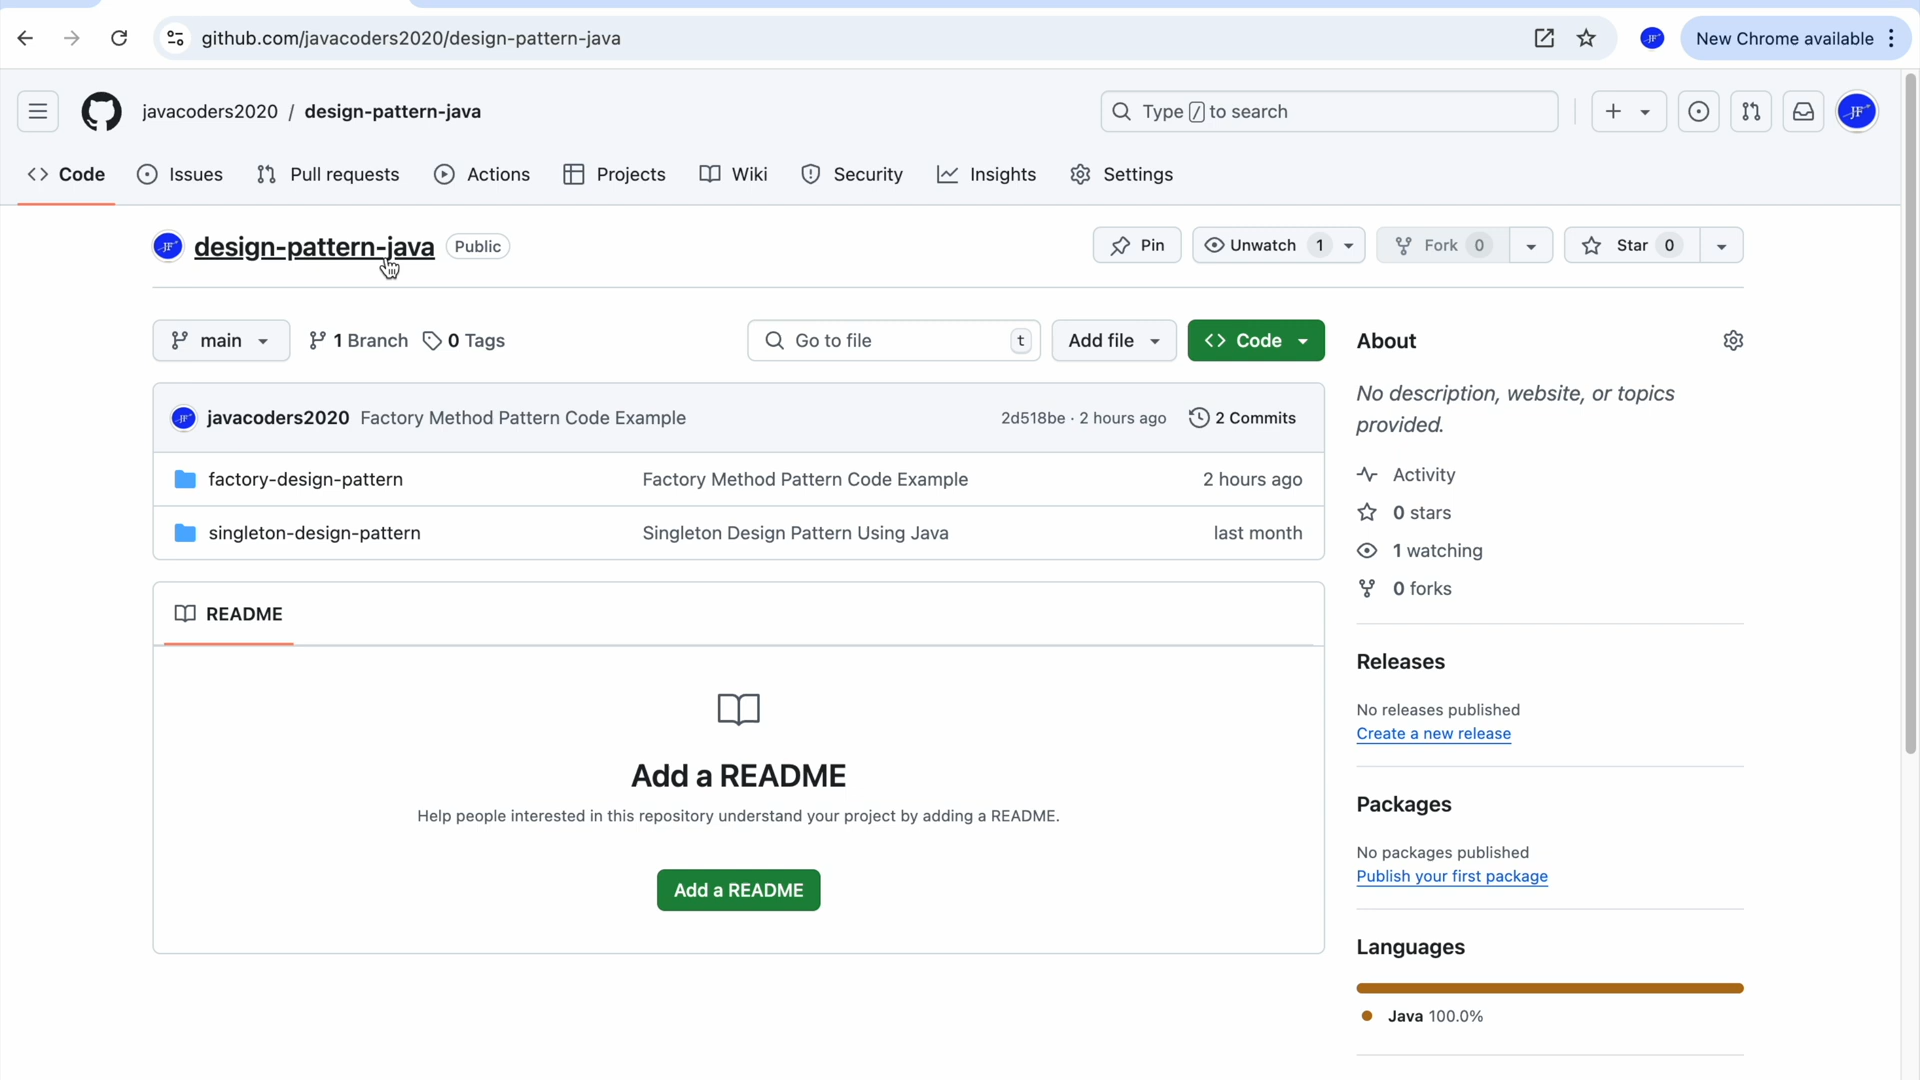 github.com/javacoders2020/design-pattern-java
New Chrome available
javacoders2020 / design-pattern-java
Type / to search
JF
Code
Issues
Pull requests
Actions
Projects
Wiki
Security
Insights
Settings
JF
design-pattern-java
Public
Pin
Unwatch 1
Fork 0
Star 0
main
1 Branch
0 Tags
Go to file
t
Add file
Code
About
No description, website, or topics
provided.
JF
javacoders2020 Factory Method Pattern Code Example
2d518be · 2 hours ago
2 Commits
factory-design-pattern
Factory Method Pattern Code Example
2 hours ago
singleton-design-pattern
Singleton Design Pattern Using Java
last month
Activity
0 stars
1 watching
0 forks
README
Add a README
Help people interested in this repository understand your project by adding a README.
Add a README
Releases
No releases published
Create a new release
Packages
No packages published
Publish your first package
Languages
Java 100.0%